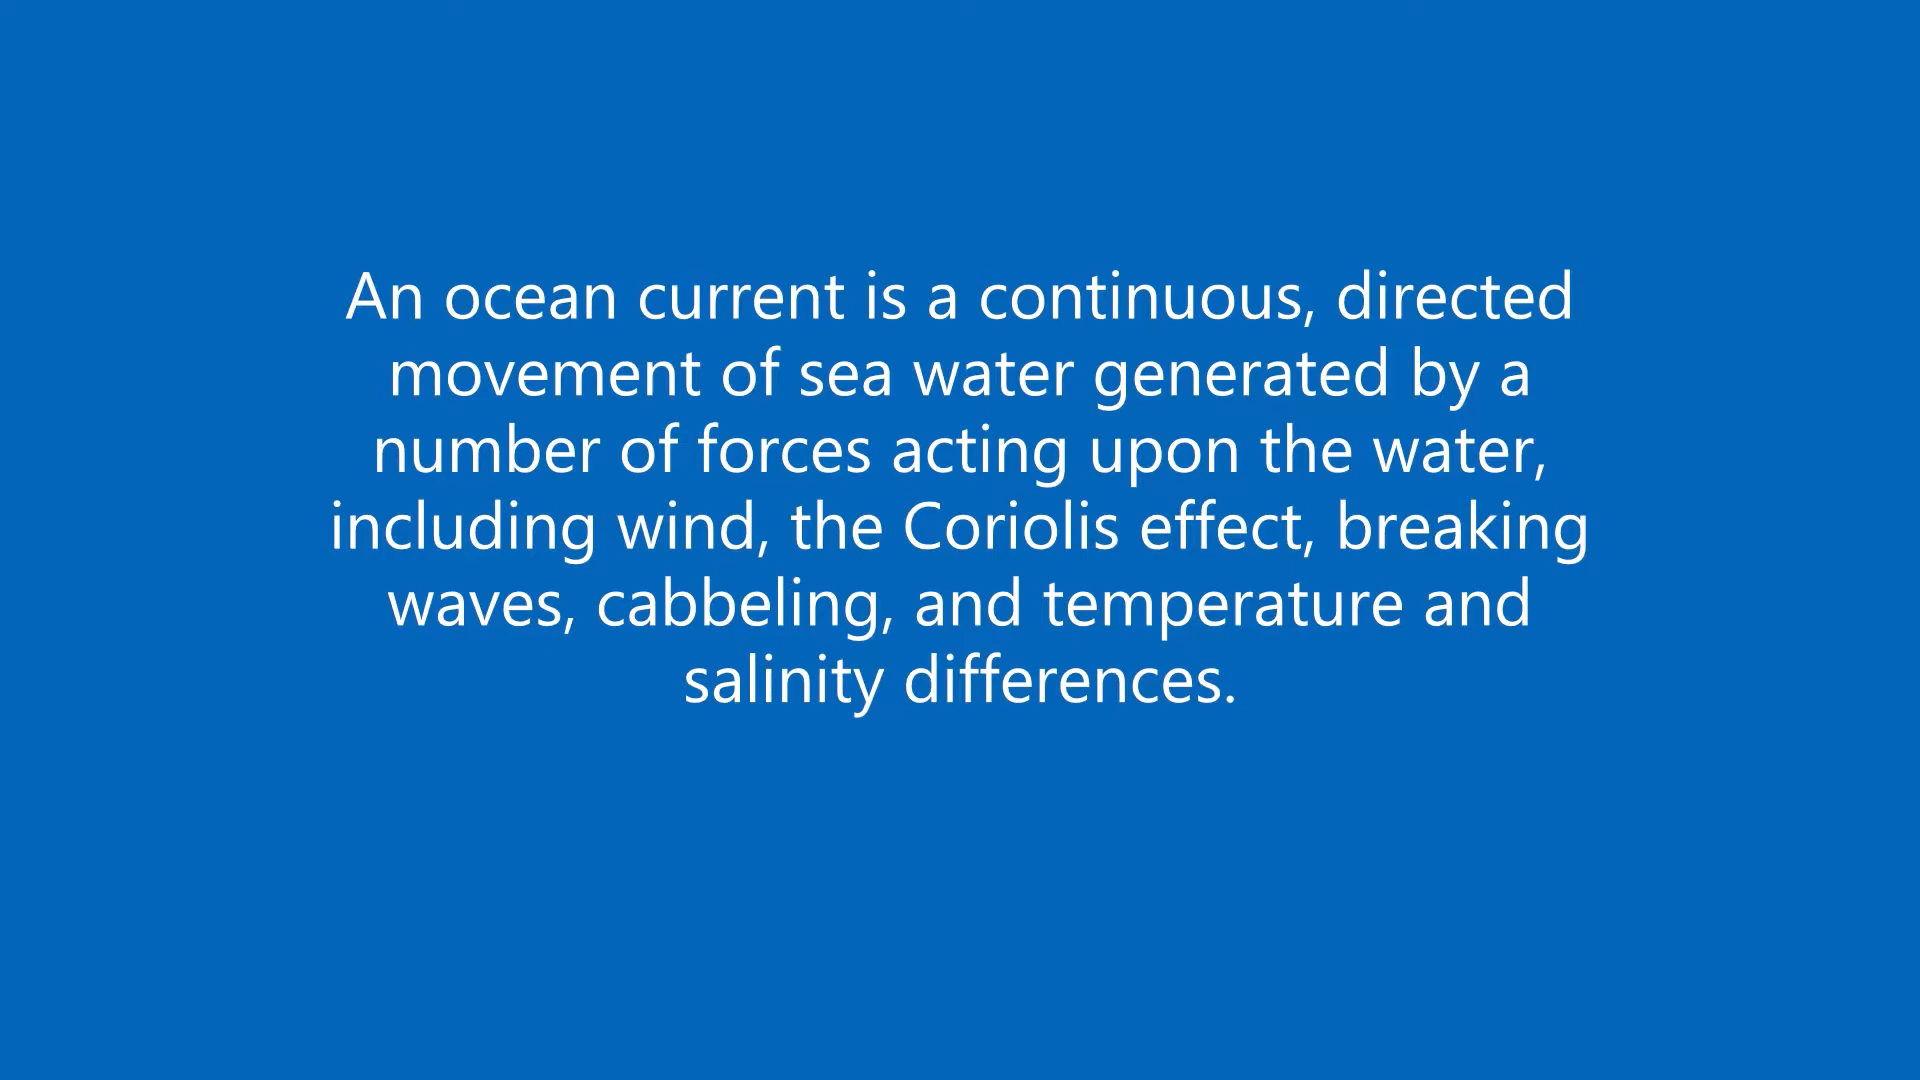 An ocean current is a continuous, directed
movement of sea water generated by a
number of forces acting upon the water,
including wind, the Coriolis effect, breaking
waves, cabbeling, and temperature and
salinity differences.